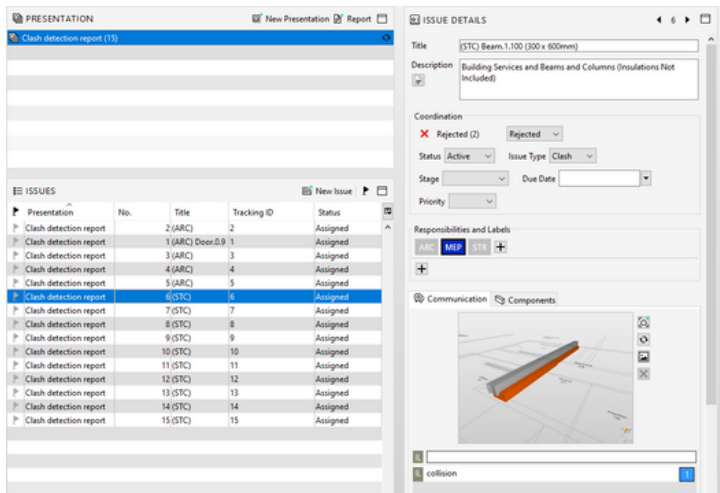 PRESENTATION
New Presentation Report
Clash detection report (15)
ISSUES
New Issue
Presentation No. Title Tracking ID Status
Clash detection report 2 (ARC) 2 Assigned
Clash detection report 1 (ARC) Door.0.9 1 Assigned
Clash detection report 3 (ARC) 3 Assigned
Clash detection report 4 (ARC) 4 Assigned
Clash detection report 5 (ARC) 5 Assigned
Clash detection report 6 (STC) 6 Assigned
Clash detection report 7 (STC) 7 Assigned
Clash detection report 8 (STC) 8 Assigned
Clash detection report 9 (STC) 9 Assigned
Clash detection report 10 (STC) 10 Assigned
Clash detection report 11 (STC) 11 Assigned
Clash detection report 12 (STC) 12 Assigned
Clash detection report 13 (STC) 13 Assigned
Clash detection report 14 (STC) 14 Assigned
Clash detection report 15 (STC) 15 Assigned
ISSUE DETAILS
6
Title (STC) Beam.1.100 (300 x 600mm)
Description Building Services and Beams and Columns (Insulations Not
Included)
Coordination
Rejected (2) Rejected
Status Active Issue Type Clash
Stage Due Date
Priority
Responsibilities and Labels
ARC MEP STR
Communication Components
collision 1